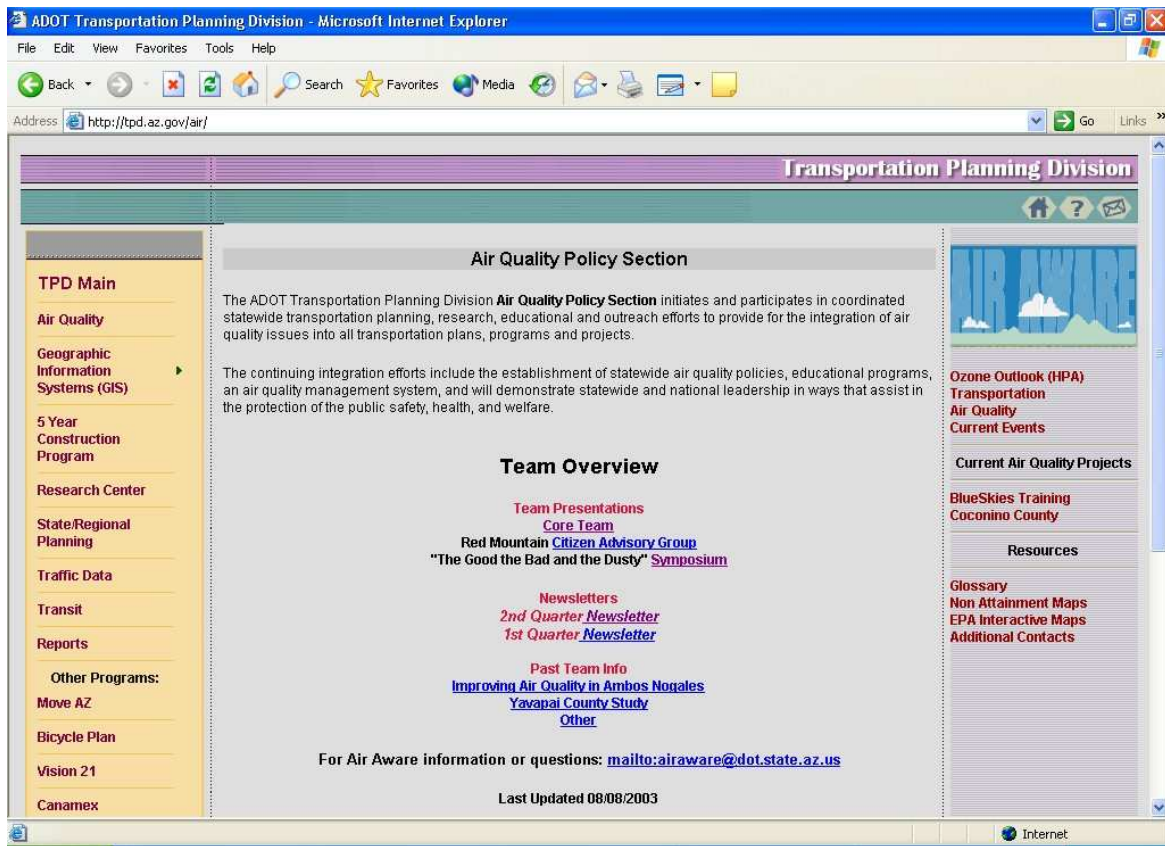 ADOT Transportation Planning Division - Microsoft Internet Explorer
File Edit View Favorites Tools Help
Back Search Favorites Media
Address http://tpd.az.gov/air/ Go Links »
Transportation Planning Division
?
TPD Main
Air Quality
Geographic
Information
Systems (GIS)
5 Year
Construction
Program
Research Center
State/Regional
Planning
Traffic Data
Transit
Reports
Other Programs:
Move AZ
Bicycle Plan
Vision 21
Canamex
Air Quality Policy Section
The ADOT Transportation Planning Division Air Quality Policy Section initiates and participates in coordinated
statewide transportation planning, research, educational and outreach efforts to provide for the integration of air
quality issues into all transportation plans, programs and projects.
The continuing integration efforts include the establishment of statewide air quality policies, educational programs,
an air quality management system, and will demonstrate statewide and national leadership in ways that assist in
the protection of the public safety, health, and welfare.
Team Overview
Team Presentations
Core Team
Red Mountain Citizen Advisory Group
"The Good the Bad and the Dusty" Symposium
Newsletters
2nd Quarter Newsletter
1st Quarter Newsletter
Past Team Info
Improving Air Quality in Ambos Nogales
Yavapai County Study
Other
For Air Aware information or questions: mailto:airaware@dot.state.az.us
Last Updated 08/08/2003
AIR AWARE
Ozone Outlook (HPA)
Transportation
Air Quality
Current Events
Current Air Quality Projects
BlueSkies Training
Coconino County
Resources
Glossary
Non Attainment Maps
EPA Interactive Maps
Additional Contacts
Internet